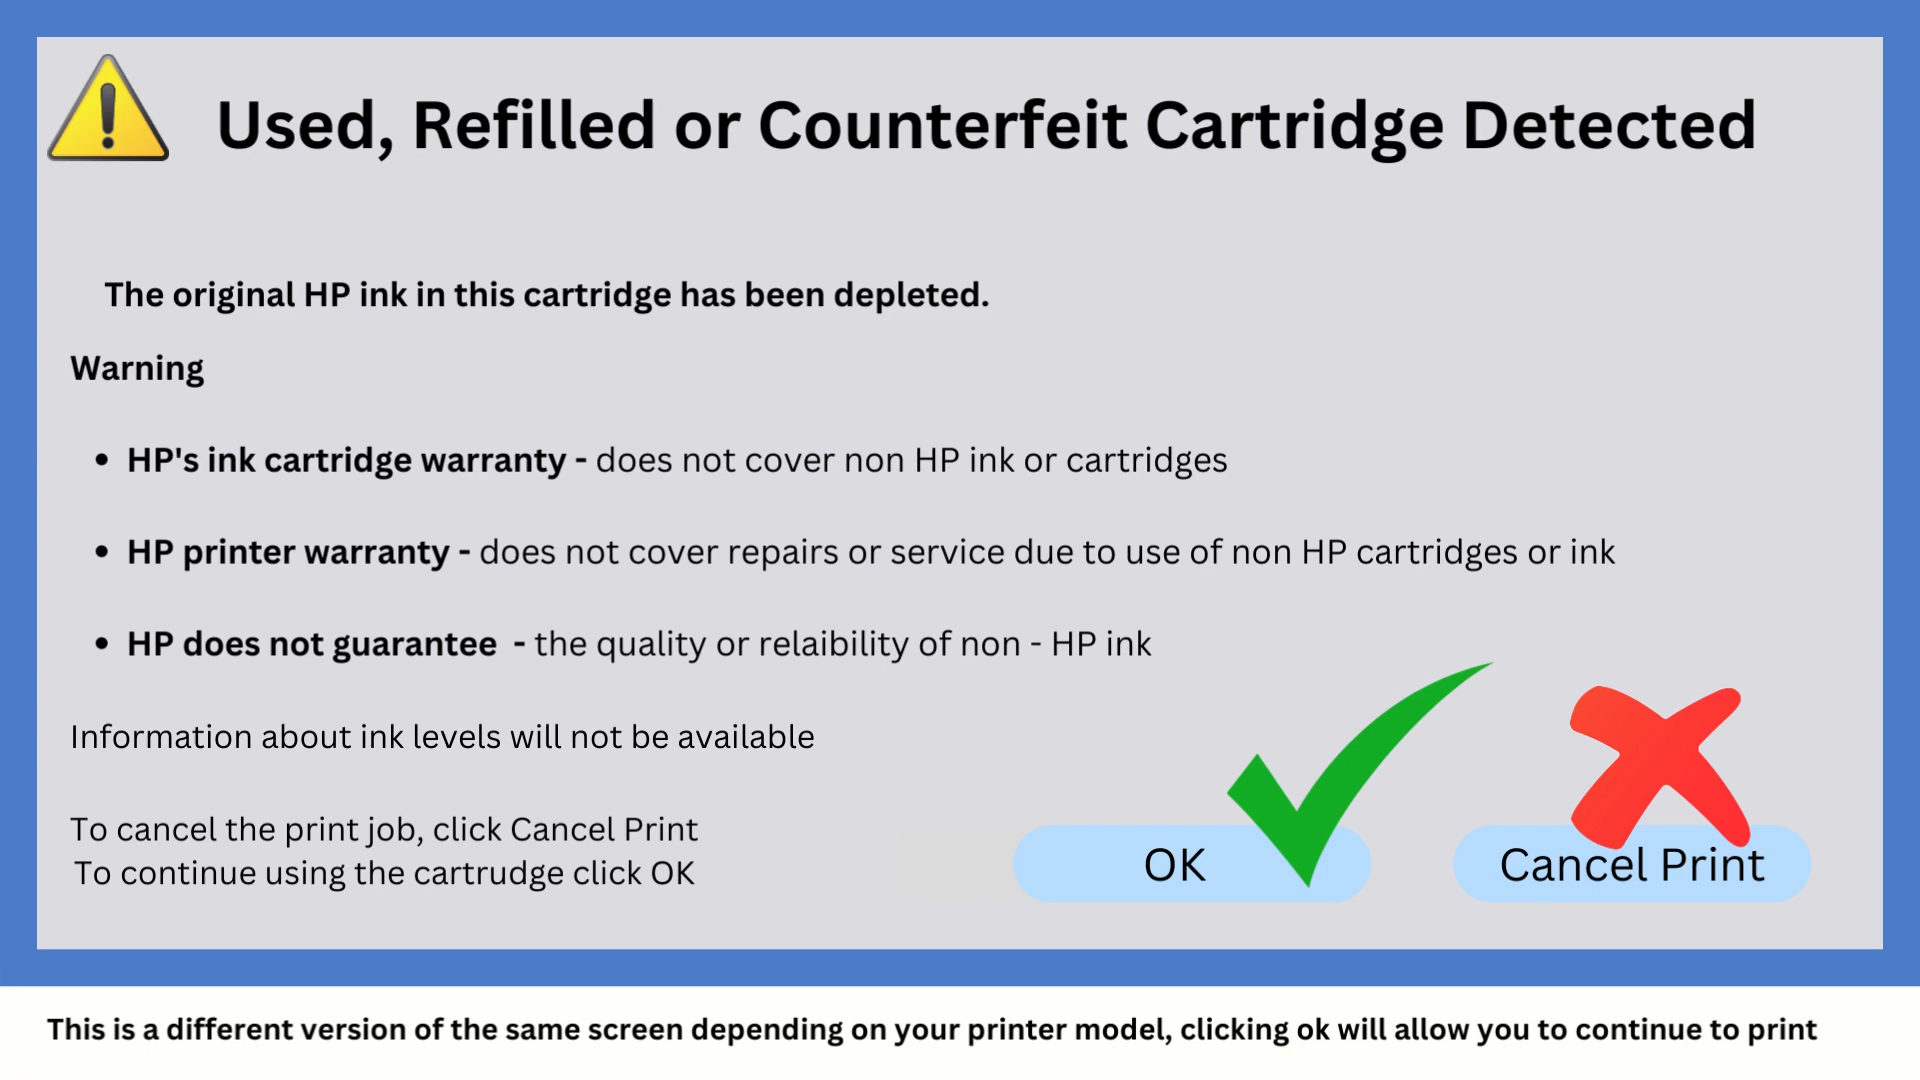 Used, Refilled or Counterfeit Cartridge Detected
The original HP ink in this cartridge has been depleted.
Warning
• HP's ink cartridge warranty - does not cover non HP ink or cartridges
• HP printer warranty - does not cover repairs or service due to use of non HP cartridges or ink
• HP does not guarantee - the quality or relaibility of non - HP ink
Information about ink levels will not be available
To cancel the print job, click Cancel Print
To continue using the cartrudge click OK
OK
Cancel Print
This is a different version of the same screen depending on your printer model, clicking ok will allow you to continue to print